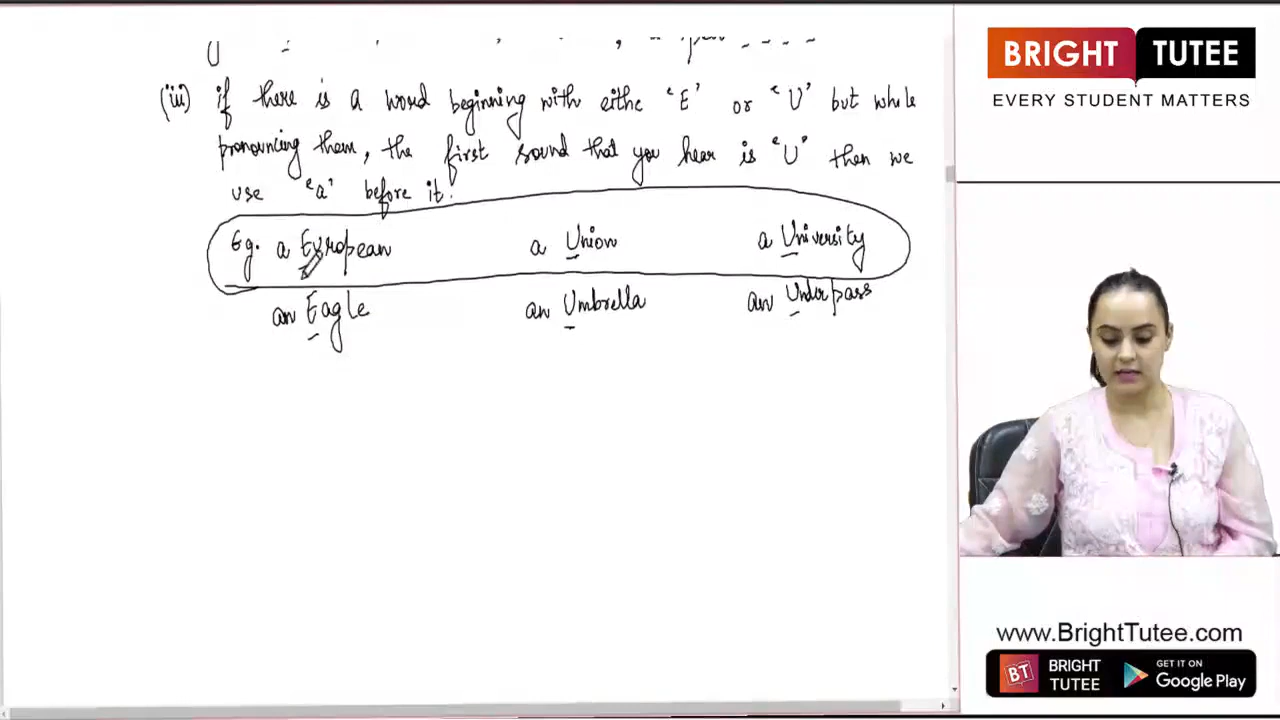 (iii) if there is a word beginning with eithe 'E' or 'U' but while
pronouncing them, the first sound that you hear is 'U' then we
use 'a' before it.
Eg. a European a Union a University
an Eagle an Umbrella an Underpass
BRIGHT TUTEE
EVERY STUDENT MATTERS
www.BrightTutee.com
BT BRIGHT TUTEE GET IT ON Google Play